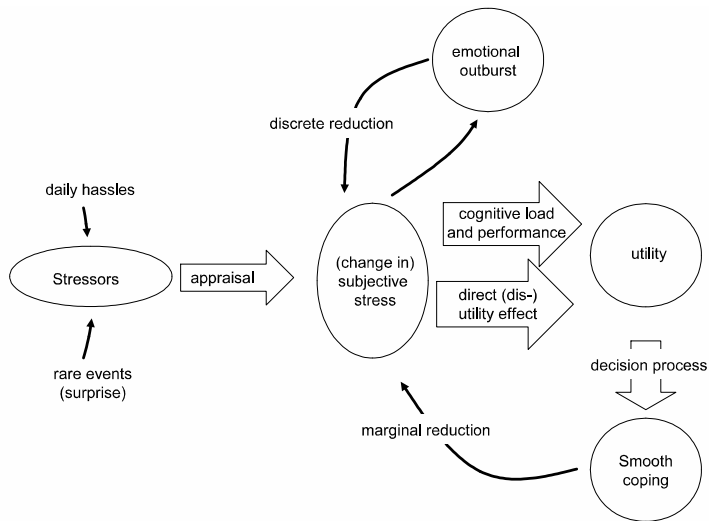 emotional
outburst
discrete reduction
daily hassles
Stressors
appraisal
(change in)
subjective
stress
cognitive load
and performance
direct (dis-)
utility effect
utility
rare events
(surprise)
decision process
marginal reduction
Smooth
coping